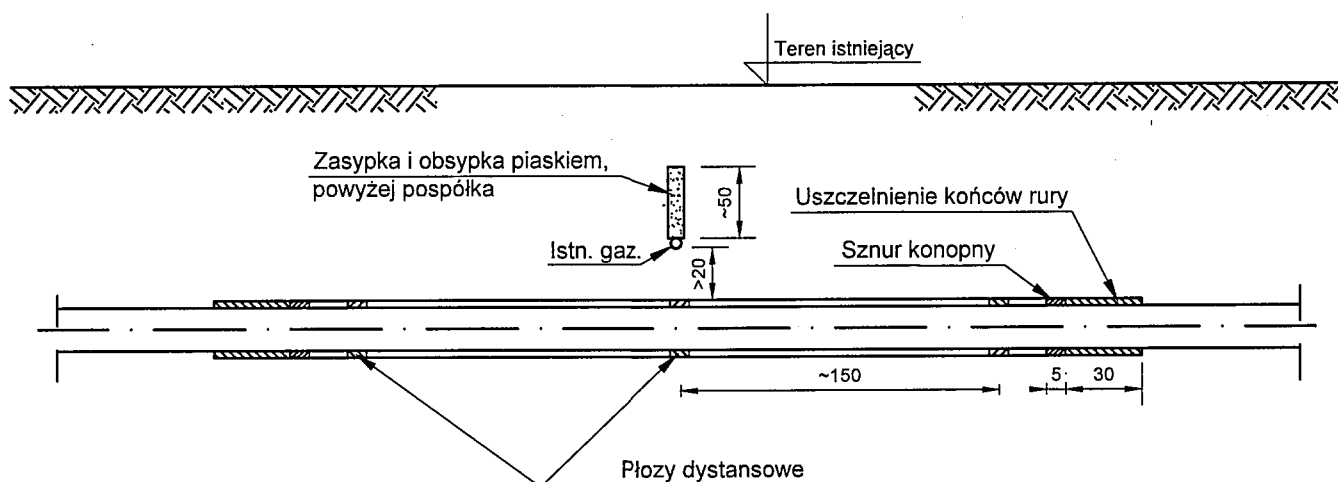 Teren istniejący
Zasypka i obsypka piaskiem,
powyżej pospółka
~50
Uszczelnienie końców rury
Istn. gaz.
Sznur konopny
>20
~150
5
30
Płozy dystansowe